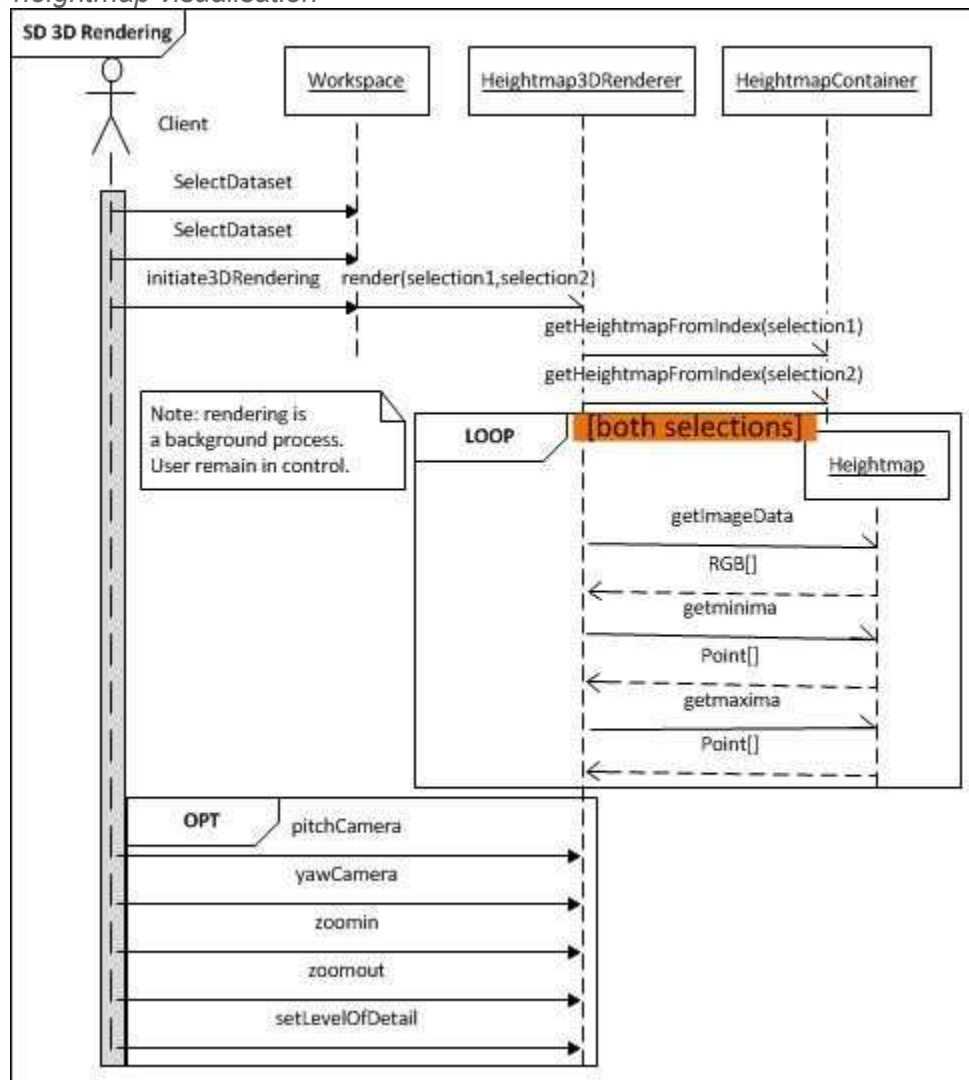 Heightmap visualisation
SD 3D Rendering
Workspace
Heightmap3DRenderer
HeightmapContainer
Client
SelectDataset
SelectDataset
initiate3DRendering
render(selection1,selection2)
getHeightmapFromIndex(selection1)
getHeightmapFromIndex(selection2)
Note: rendering is
a background process.
User remain in control.
LOOP
[both selections]
Heightmap
getImageData
RGB[]
getminima
Point[]
getmaxima
Point[]
OPT
pitchCamera
yawCamera
zoomin
zoomout
setLevelOfDetail